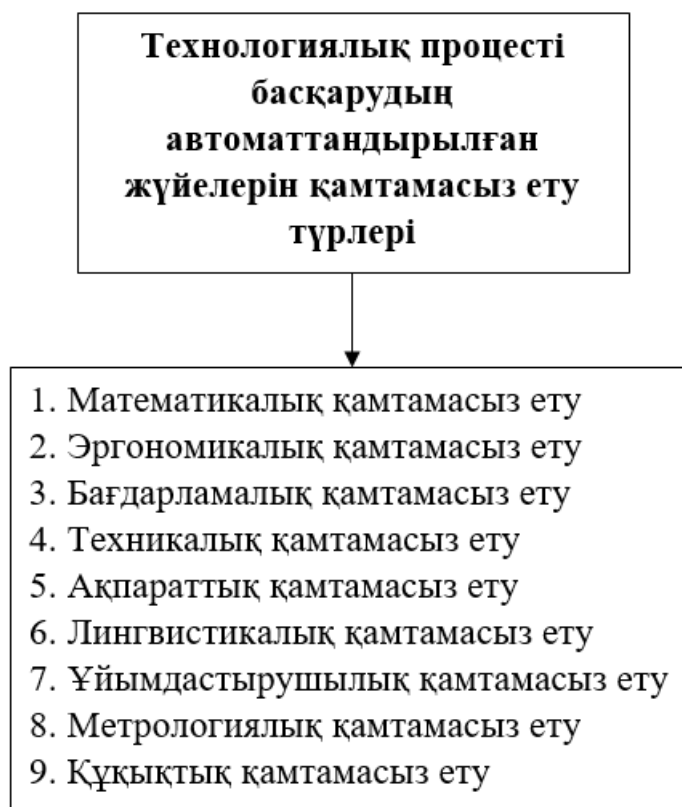 Технологиялық процесті
басқарудың
автоматтандырылған
жүйелерін қамтамасыз ету
түрлері
1. Математикалық қамтамасыз ету
2. Эргономикалық қамтамасыз ету
3. Бағдарламалық қамтамасыз ету
4. Техникалық қамтамасыз ету
5. Ақпараттық қамтамасыз ету
6. Лингвистикалық қамтамасыз ету
7. Ұйымдастырушылық қамтамасыз ету
8. Метрологиялық қамтамасыз ету
9. Құқықтық қамтамасыз ету